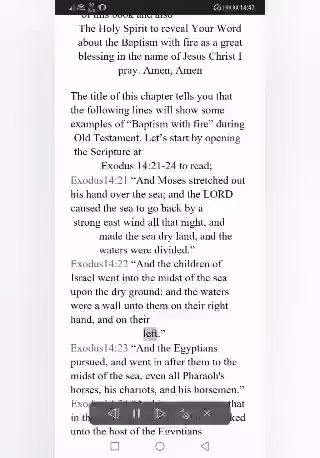 14:47
of this book and also
The Holy Spirit to reveal Your Word
about the Baptism with fire as a great
blessing in the name of Jesus Christ I
pray. Amen, Amen
The title of this chapter tells you that
the following lines will show some
examples of “Baptism with fire” during
Old Testament. Let’s start by opening
the Scripture at
Exodus 14:21-24 to read;
Exodus14:21 “And Moses stretched out
his hand over the sea; and the LORD
caused the sea to go back by a
strong east wind all that night, and
made the sea dry land, and the
waters were divided.”
Exodus14:22 “And the children of
Israel went into the midst of the sea
upon the dry ground: and the waters
were a wall unto them on their right
hand, and on their
left.”
Exodus14:23 “And the Egyptians
pursued, and went in after them to the
midst of the sea, even all Pharaoh's
horses, his chariots, and his horsemen.”
that
in the
unto the host of the Egyptians